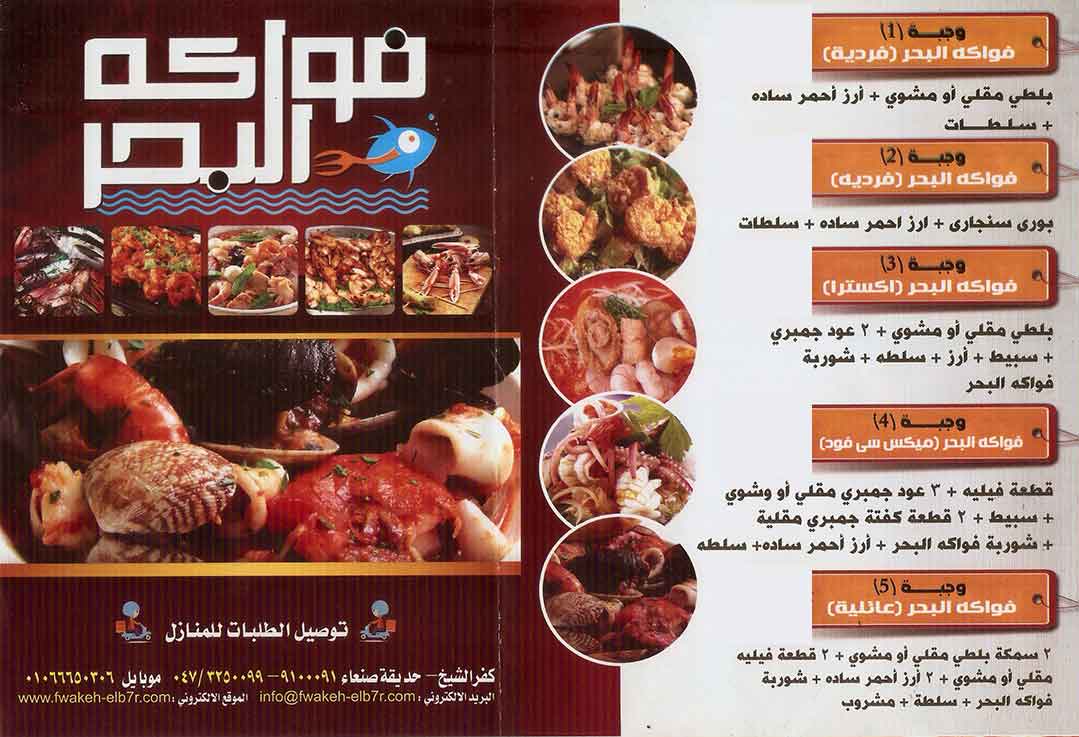 فواكه
البحر
توصيل الطلبات للمنازل
كفرالشيخ- حديقة صنعاء ٩١٠٠٠٩١ - ٠٤٧/٣٢٥٠٠٩٩ موبايل ٠١٠٦٦٦٥٠٣٠٦
البريد الالكتروني : info@fwakeh-elb7r.com الموقع الالكتروني : www.fwakeh-elb7r.com
وجبة (1)
فواكه البحر (فردية)
بلطي مقلي أو مشوي + أرز أحمر ساده
+ سلطات
وجبة (2)
فواكه البحر (فرديه)
بورى سنجارى + ارز احمر ساده + سلطات
وجبة (3)
فواكه البحر (اكسترا)
بلطي مقلي أو مشوي + ٢ عود جمبري
+ سبيط + أرز + سلطه + شوربة
فواكه البحر
وجبة (4)
فواكه البحر (ميكس سى فود)
قطعة فيليه + ٣ عود جمبري مقلي أو وشوي
+ سبيط + ٢ قطعة كفتة جمبري مقلية
+ شوربة فواكه البحر + أرز أحمر ساده+ سلطه
وجبة (5)
فواكه البحر (عائلية)
٢ سمكة بلطي مقلي أو مشوي + ٢ قطعة فيليه
مقلي أو مشوي + ٢ أرز أحمر ساده + شوربة
فواكه البحر + سلطة + مشروب